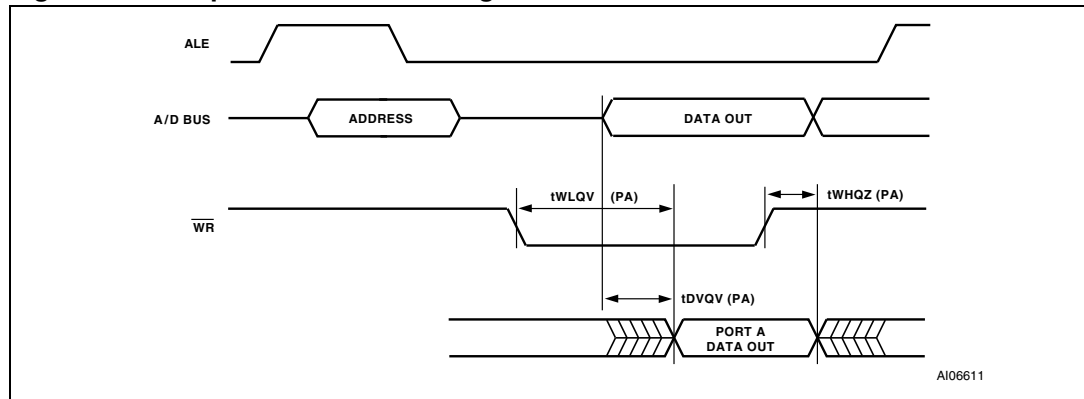 ALE
A/D BUS
ADDRESS
DATA OUT
tWLQV (PA)
tWHQZ (PA)
WR
tDVQV (PA)
PORT A
DATA OUT
AI06611